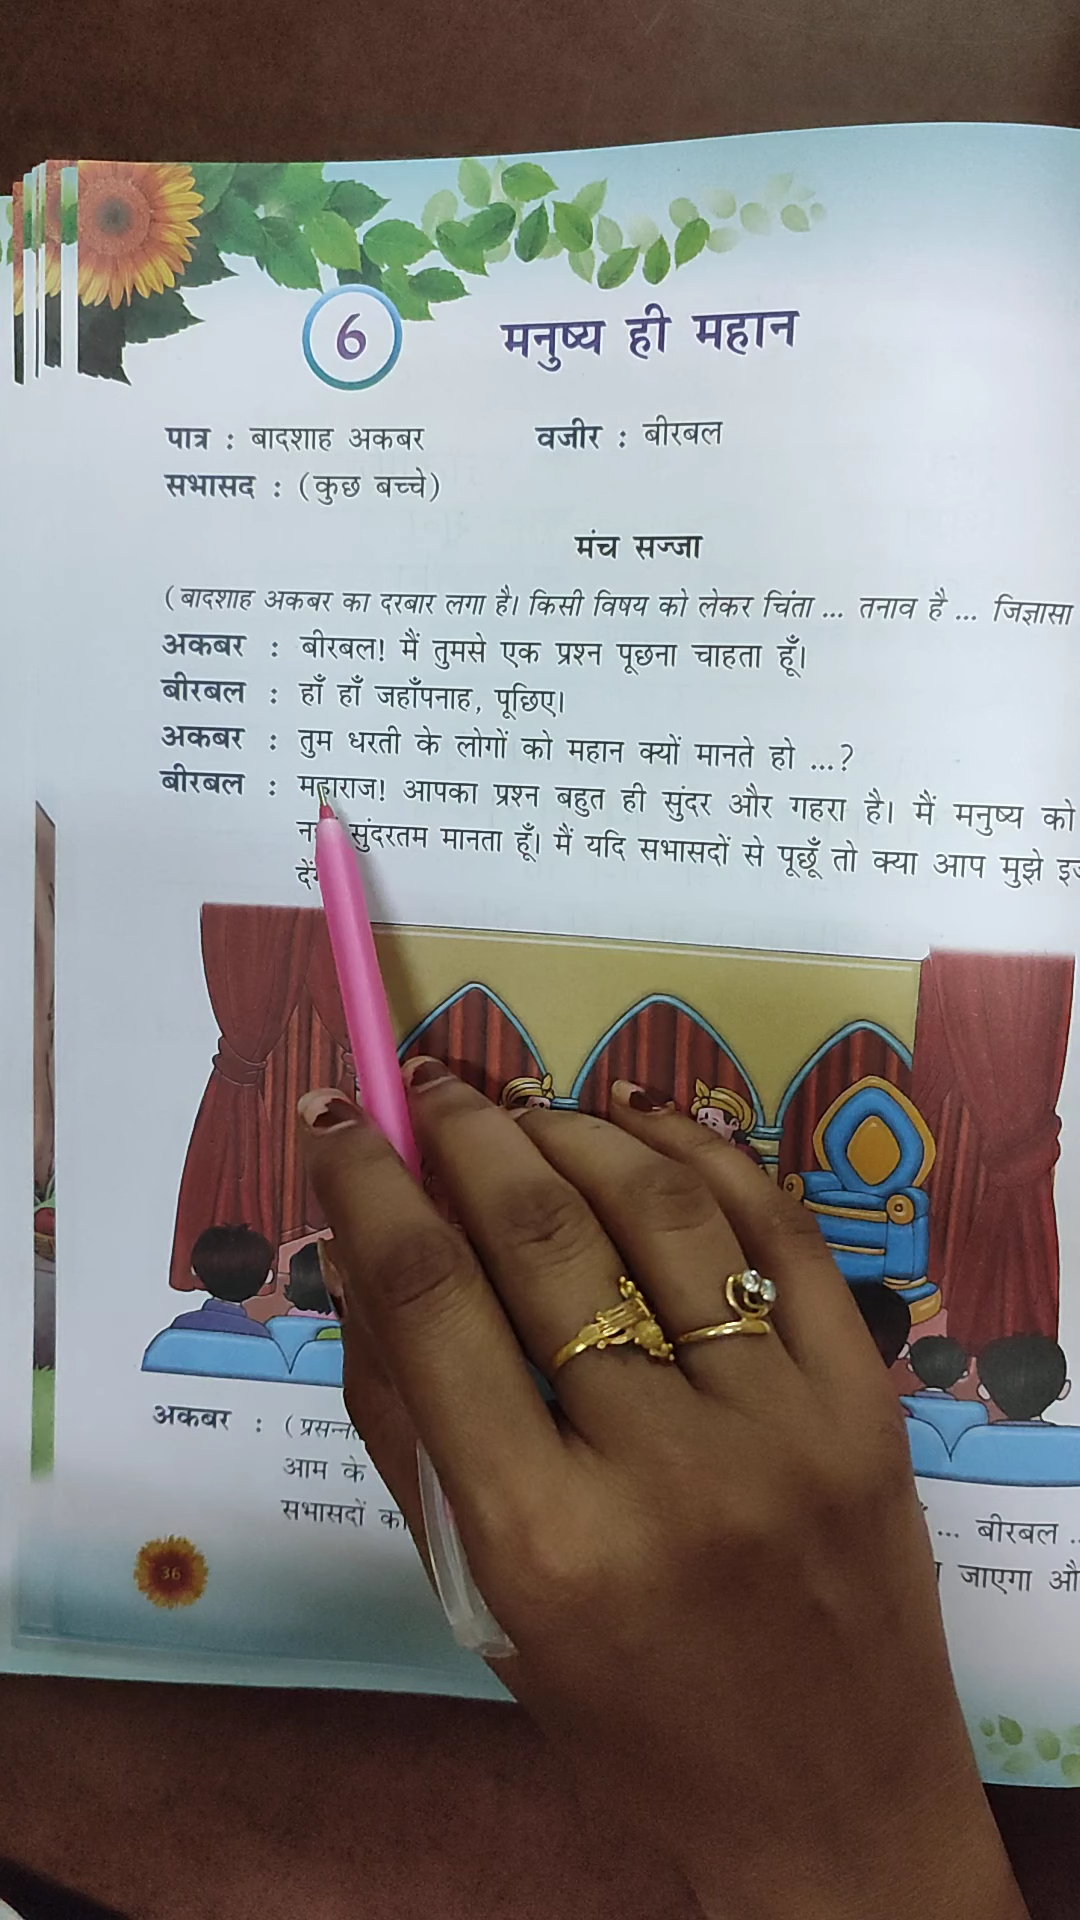 6 मनुष्य ही महान
पात्र : बादशाह अकबर वजीर : बीरबल
सभासद : (कुछ बच्चे)
मंच सज्जा
(बादशाह अकबर का दरबार लगा है। किसी विषय को लेकर चिंता ... तनाव है ... जिज्ञासा
अकबर : बीरबल! मैं तुमसे एक प्रश्न पूछना चाहता हूँ।
बीरबल : हाँ हाँ जहाँपनाह, पूछिए।
अकबर : तुम धरती के लोगों को महान क्यों मानते हो ...?
बीरबल : महाराज! आपका प्रश्न बहुत ही सुंदर और गहरा है। मैं मनुष्य को
सुंदरतम मानता हूँ। मैं यदि सभासदों से पूछूँ तो क्या आप मुझे
अकबर : (
आम के
सभासदों ... बीरबल ..
जाएगा
36